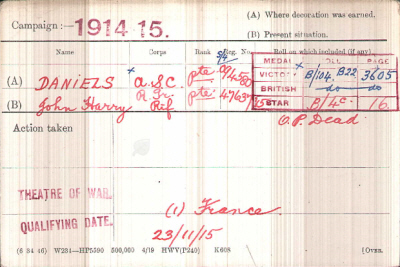 Campaign :— 1914-15.
(A) Where decoration was earned.
(B) Present situation.
Name Corps Rank Reg. No. Roll on which included (if any).
MEDAL ROLL PAGE
(A) DANIELS × A.S.C. pte
VICTORY × B/104. B22 3605
BRITISH do do
(B) John Harry R. Ir. Rif pte
STAR B/4C 16.
Action taken
O.P. Dead.
THEATRE OF WAR.
(1) France.
QUALIFYING DATE.
23/11/15
(6 34 46) W234—HP5590 500,000 4/19 HWV(P240) K608 [Over.